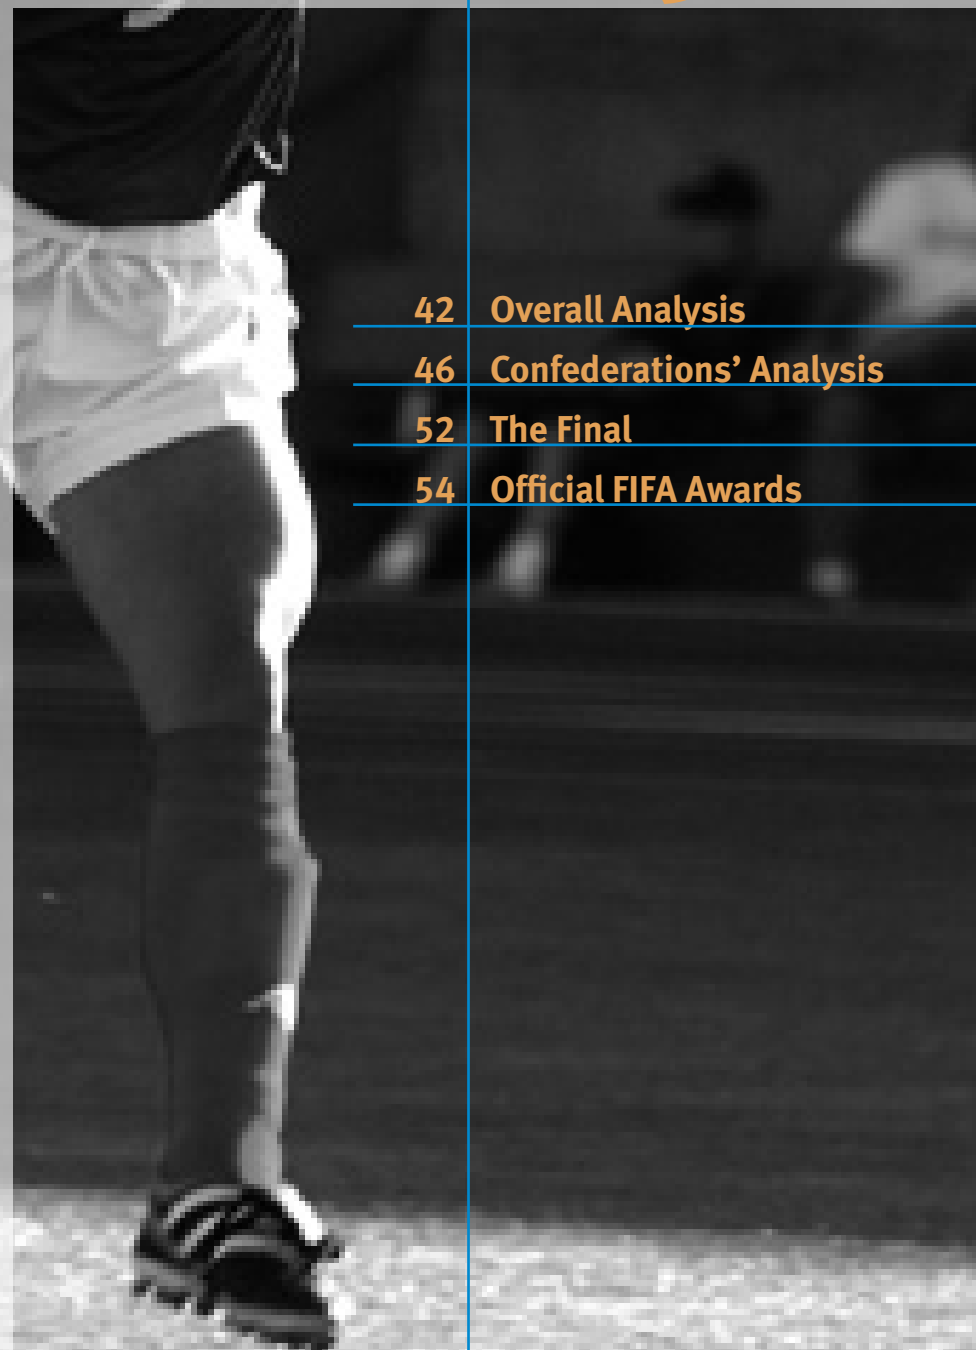 42 Overall Analysis
46 Confederations’ Analysis
52 The Final
54 Official FIFA Awards